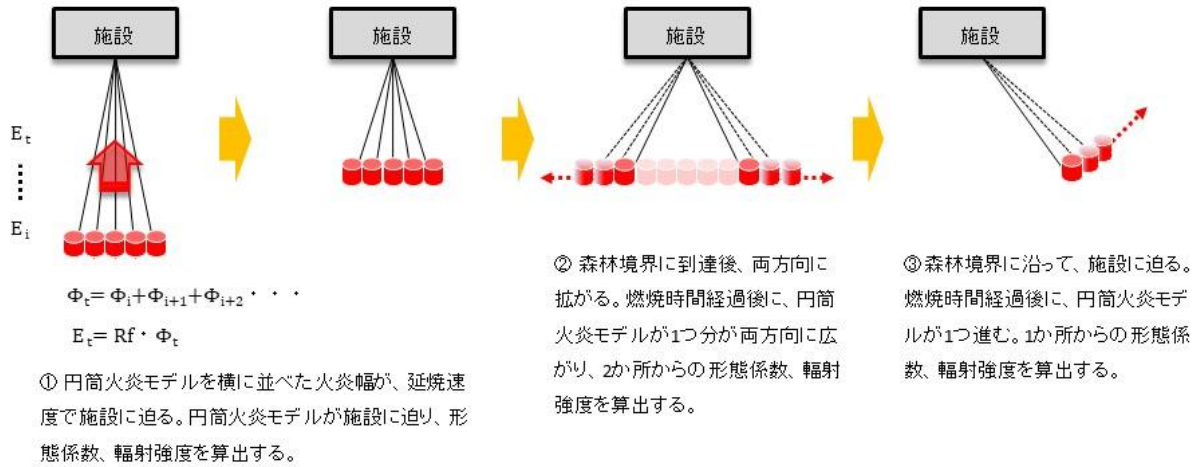 施設
施設
施設
施設
Et
Ei
Φt= Φi+Φi+1+Φi+2・・・
Et= Rf・Φt
①円筒火炎モデルを横に並べた火炎幅が、延焼速
度で施設に迫る。円筒火炎モデルが施設に迫り、形
態係数、輻射強度を算出する。
② 森林境界に到達後、両方向に
拡がる。燃焼時間経過後に、円筒
火炎モデルが1つ分が両方向に広
がり、2か所からの形態係数、輻射
強度を算出する。
③森林境界に沿って、施設に迫る。
燃焼時間経過後に、円筒火炎モデ
ルが1つ進む。1か所からの形態係
数、輻射強度を算出する。